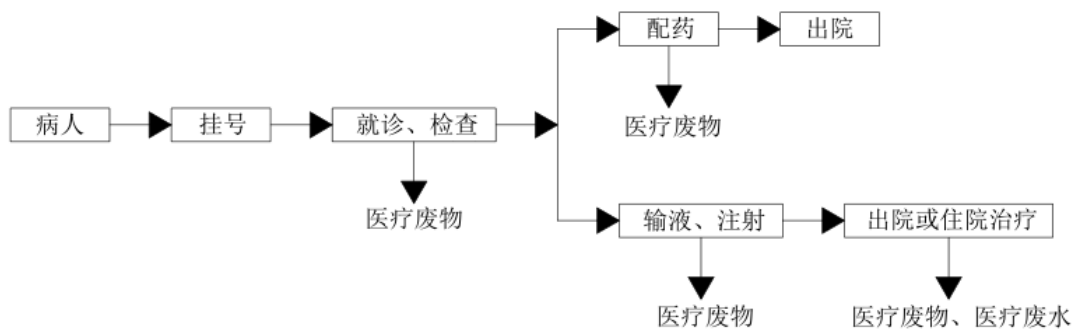 配药
出院
医疗废物
病人
挂号
就诊、检查
医疗废物
输液、注射
出院或住院治疗
医疗废物
医疗废物、医疗废水